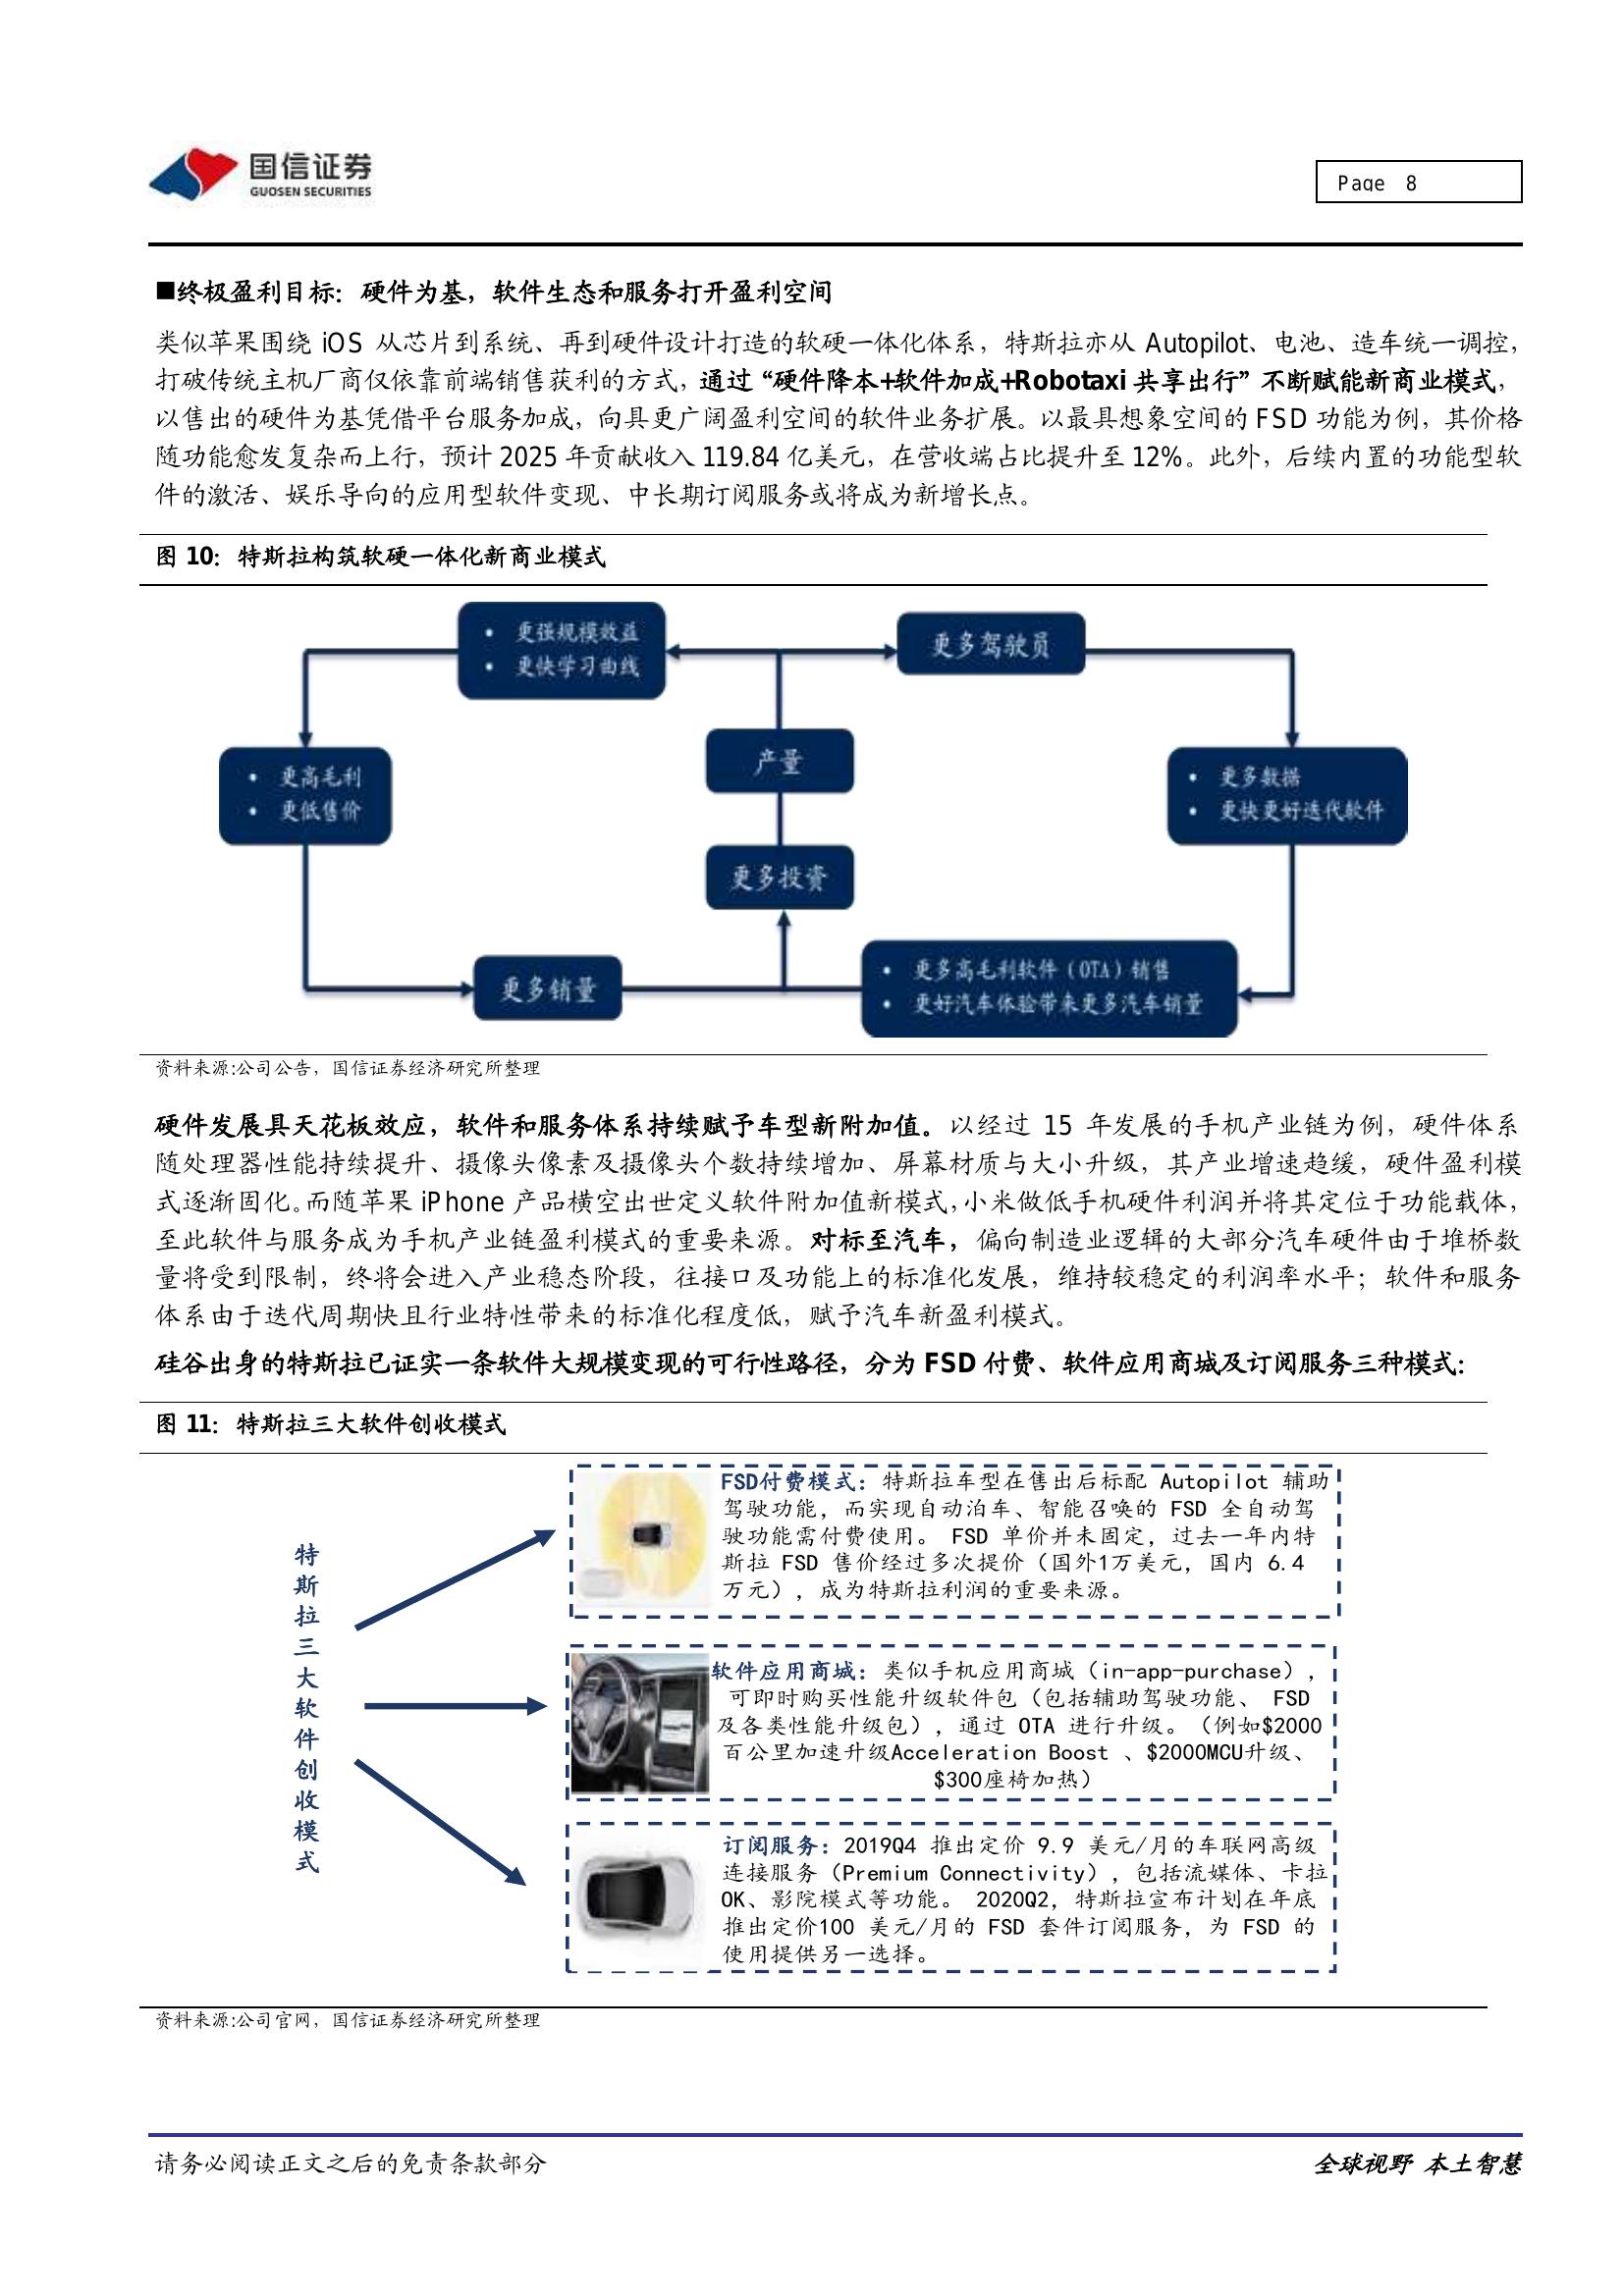 国信证券
GUOSEN SECURITIES
Page 8
■终极盈利目标：硬件为基，软件生态和服务打开盈利空间
类似苹果围绕 iOS 从芯片到系统、再到硬件设计打造的软硬一体化体系，特斯拉亦从 Autopilot、电池、造车统一调控，
打破传统主机厂商仅依靠前端销售获利的方式，通过“硬件降本+软件加成+Robotaxi 共享出行”不断赋能新商业模式，
以售出的硬件为基凭借平台服务加成，向具更广阔盈利空间的软件业务扩展。以最具想象空间的 FSD 功能为例，其价格
随功能愈发复杂而上行，预计 2025 年贡献收入 119.84 亿美元，在营收端占比提升至 12%。此外，后续内置的功能型软
件的激活、娱乐导向的应用型软件变现、中长期订阅服务或将成为新增长点。
图 10：特斯拉构筑软硬一体化新商业模式
• 更强规模效益
• 更快学习曲线
更多驾驶员
产量
• 更高毛利
• 更低售价
• 更多数据
• 更快更好迭代软件
更多投资
更多销量
• 更多高毛利软件（OTA）销售
• 更好汽车体验带来更多汽车销量
资料来源:公司公告，国信证券经济研究所整理
硬件发展具天花板效应，软件和服务体系持续赋予车型新附加值。以经过 15 年发展的手机产业链为例，硬件体系
随处理器性能持续提升、摄像头像素及摄像头个数持续增加、屏幕材质与大小升级，其产业增速趋缓，硬件盈利模
式逐渐固化。而随苹果 iPhone 产品横空出世定义软件附加值新模式，小米做低手机硬件利润并将其定位于功能载体，
至此软件与服务成为手机产业链盈利模式的重要来源。对标至汽车，偏向制造业逻辑的大部分汽车硬件由于堆桥数
量将受到限制，终将会进入产业稳态阶段，往接口及功能上的标准化发展，维持较稳定的利润率水平；软件和服务
体系由于迭代周期快且行业特性带来的标准化程度低，赋予汽车新盈利模式。
硅谷出身的特斯拉已证实一条软件大规模变现的可行性路径，分为 FSD 付费、软件应用商城及订阅服务三种模式：
图 11：特斯拉三大软件创收模式
特斯拉三大软件创收模式
FSD付费模式：特斯拉车型在售出后标配 Autopilot 辅助
驾驶功能，而实现自动泊车、智能召唤的 FSD 全自动驾
驶功能需付费使用。 FSD 单价并未固定，过去一年内特
斯拉 FSD 售价经过多次提价（国外1万美元，国内 6.4
万元），成为特斯拉利润的重要来源。
软件应用商城：类似手机应用商城（in-app-purchase），
可即时购买性能升级软件包（包括辅助驾驶功能、 FSD
及各类性能升级包），通过 OTA 进行升级。（例如$2000
百公里加速升级Acceleration Boost 、$2000MCU升级、
$300座椅加热）
订阅服务：2019Q4 推出定价 9.9 美元/月的车联网高级
连接服务（Premium Connectivity），包括流媒体、卡拉
OK、影院模式等功能。 2020Q2，特斯拉宣布计划在年底
推出定价100 美元/月的 FSD 套件订阅服务，为 FSD 的
使用提供另一选择。
资料来源:公司官网，国信证券经济研究所整理
请务必阅读正文之后的免责条款部分
全球视野 本土智慧